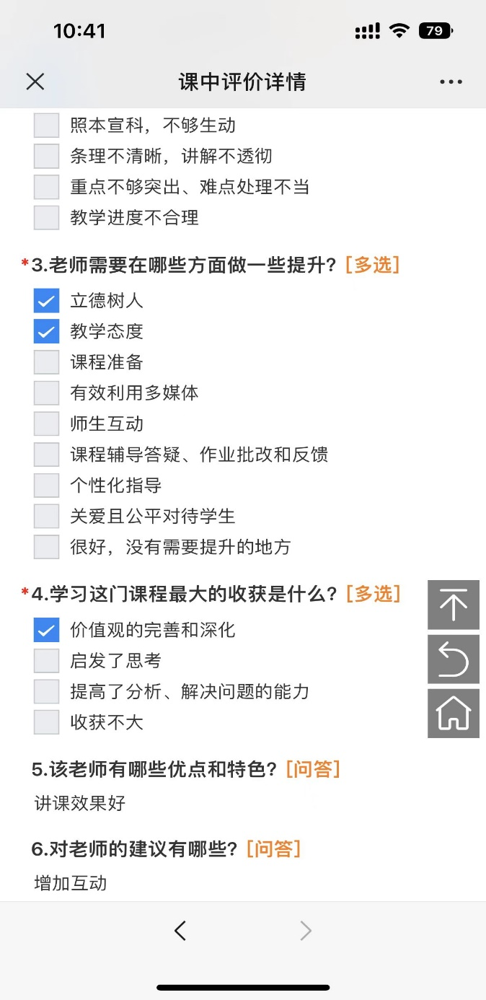 10:41
79
课中评价详情
照本宣科，不够生动
条理不清晰，讲解不透彻
重点不够突出、难点处理不当
教学进度不合理
*3.老师需要在哪些方面做一些提升？[多选]
立德树人
教学态度
课程准备
有效利用多媒体
师生互动
课程辅导答疑、作业批改和反馈
个性化指导
关爱且公平对待学生
很好，没有需要提升的地方
*4.学习这门课程最大的收获是什么？[多选]
价值观的完善和深化
启发了思考
提高了分析、解决问题的能力
收获不大
5.该老师有哪些优点和特色？[问答]
讲课效果好
6.对老师的建议有哪些？[问答]
增加互动